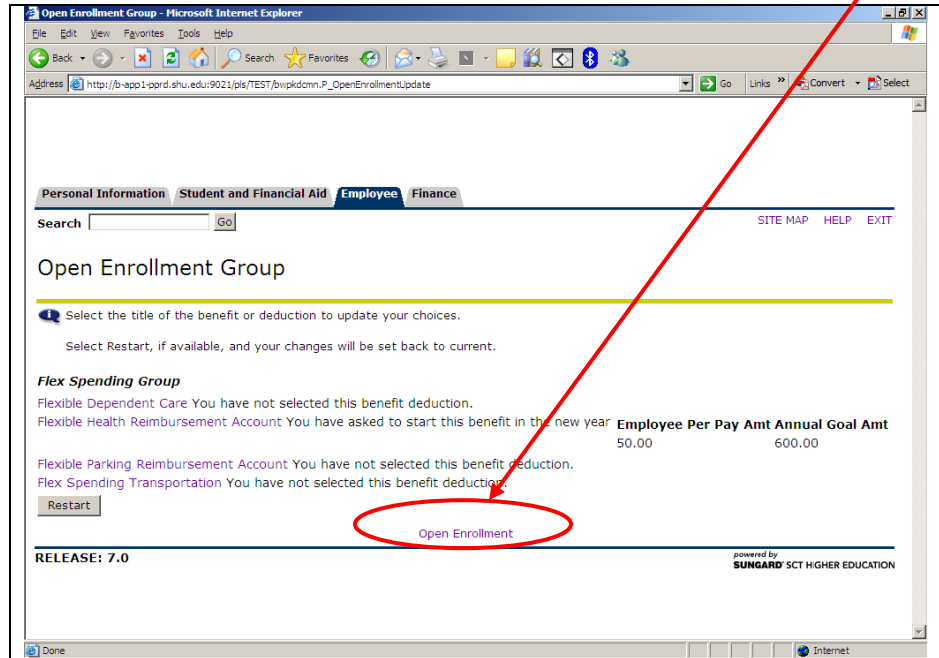 Open Enrollment Group - Microsoft Internet Explorer
File Edit View Favorites Tools Help
Back Search Favorites
Address http://b-app1-pprd.shu.edu:9021/pls/TEST/bwpkdcmn.P_OpenEnrollmentUpdate Go Links » Convert Select
Personal Information Student and Financial Aid Employee Finance
Search Go SITE MAP HELP EXIT
Open Enrollment Group
Select the title of the benefit or deduction to update your choices.
Select Restart, if available, and your changes will be set back to current.
Flex Spending Group
Flexible Dependent Care You have not selected this benefit deduction.
Flexible Health Reimbursement Account You have asked to start this benefit in the new year Employee Per Pay Amt Annual Goal Amt
50.00 600.00
Flexible Parking Reimbursement Account You have not selected this benefit deduction.
Flex Spending Transportation You have not selected this benefit deduction.
Restart
Open Enrollment
RELEASE: 7.0 powered by
SUNGARD® SCT HIGHER EDUCATION
Done Internet